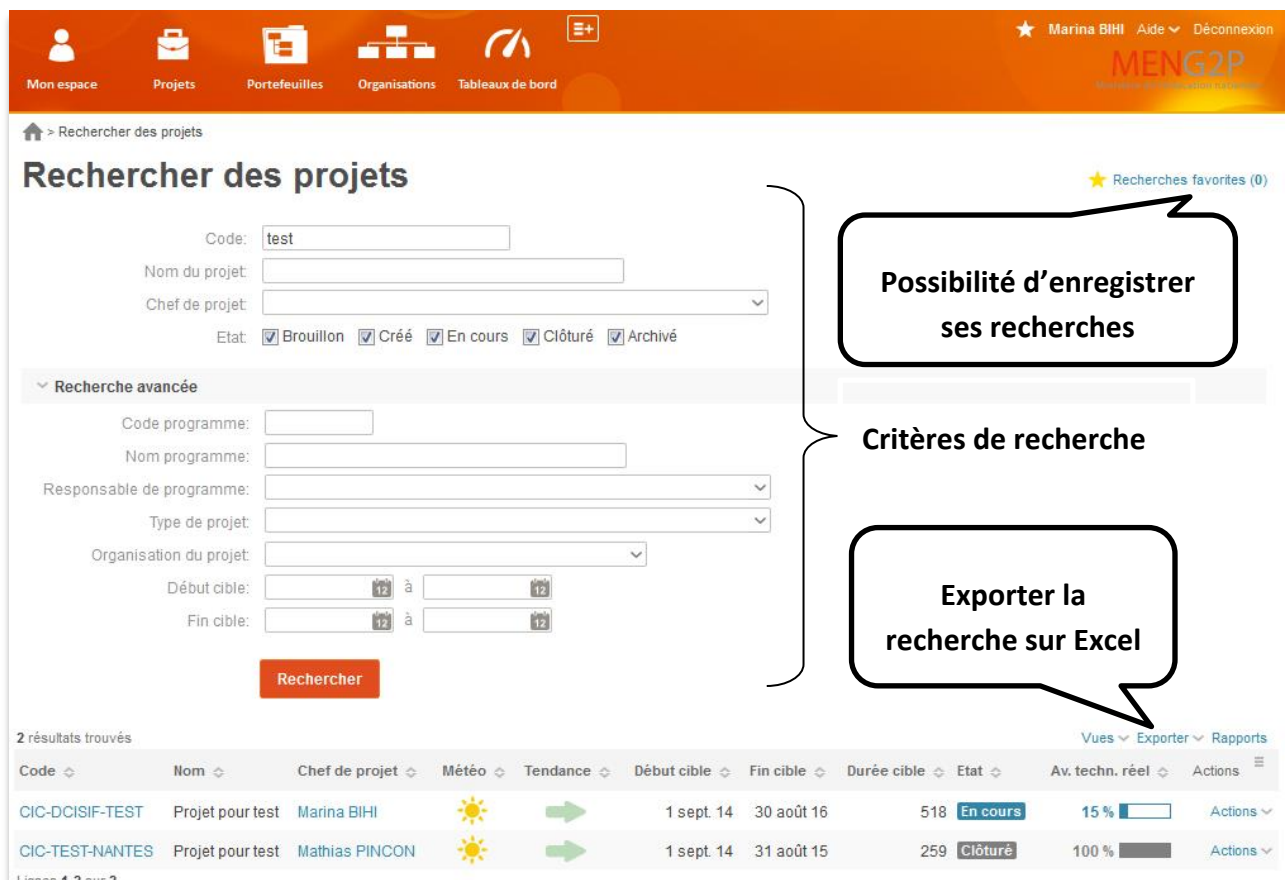 Marina BIHI Aide Déconnexion
MENG2P
Mon espace Projets Portefeuilles Organisations Tableaux de bord
> Rechercher des projets
Rechercher des projets
Recherches favorites (0)
Code: test
Nom du projet:
Chef de projet:
Etat: Brouillon Créé En cours Clôturé Archivé
Possibilité d’enregistrer
ses recherches
Recherche avancée
Code programme:
Nom programme:
Responsable de programme:
Type de projet:
Organisation du projet:
Début cible: 12 à 12
Fin cible: 12 à 12
Critères de recherche
Exporter la
recherche sur Excel
Rechercher
2 résultats trouvés
Vues Exporter Rapports
Code Nom Chef de projet Météo Tendance Début cible Fin cible Durée cible Etat Av. techn. réel Actions
CIC-DCISIF-TEST Projet pour test Marina BIHI 1 sept. 14 30 août 16 518 En cours 15 % Actions
CIC-TEST-NANTES Projet pour test Mathias PINCON 1 sept. 14 31 août 15 259 Clôturé 100 % Actions